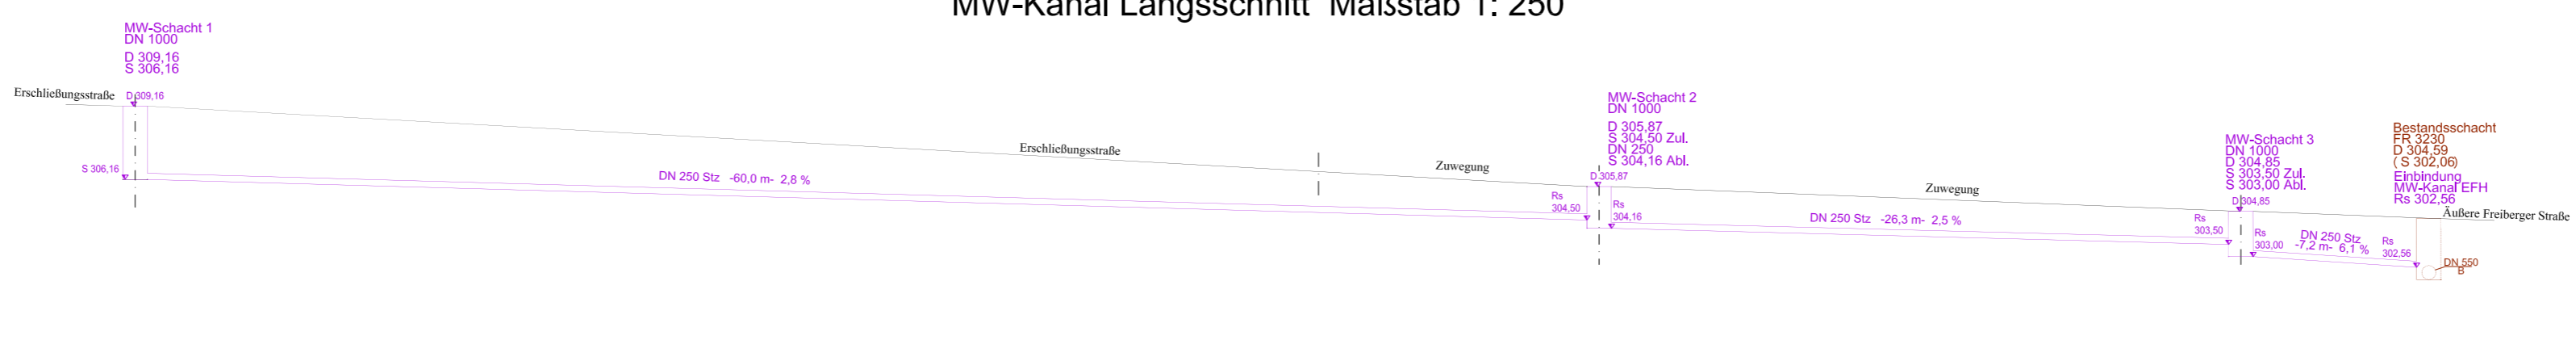 MW-Kanal Längsschnitt Maßstab 1: 250
MW-Schacht 1
DN 1000
D 309,16
S 306,16
Erschließungsstraße
D 309,16
S 306,16
DN 250 Stz -60,0 m- 2,8 %
Erschließungsstraße
Zuwegung
MW-Schacht 2
DN 1000
D 305,87
S 304,50 Zul.
DN 250
S 304,16 Abl.
D 305,87
Rs
304,50
Rs
304,16
DN 250 Stz -26,3 m- 2,5 %
Zuwegung
MW-Schacht 3
DN 1000
D 304,85
S 303,50 Zul.
S 303,00 Abl.
D 304,85
Rs
303,50
Rs
303,00
DN 250 Stz
-7,2 m- 6,1 %
Rs
302,56
Bestandsschacht
FR 3230
D 304,59
( S 302,06)
Einbindung
MW-Kanal EFH
Rs 302,56
Äußere Freiberger Straße
DN 550
B